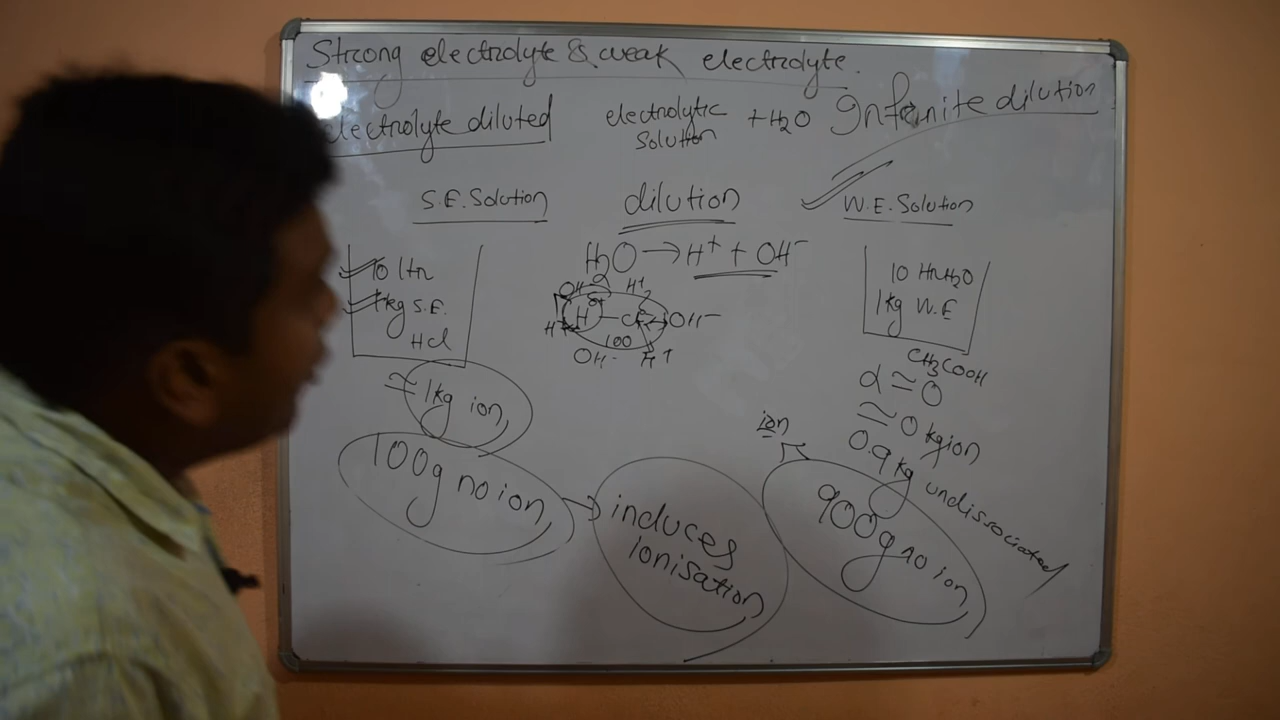 Strong electrolyte & weak electrolyte.
electrolyte diluted
electrolytic solution + H₂O
Infinite dilution
S.E. Solution
dilution
W.E. Solution
H₂O → H⁺ + OH⁻
10 ltr
1kg S.E.
HCl
≃ 1kg ion
100g no ion
OH⁻ H⁺
H — Cl OH⁻
100
OH⁻ H⁺
induces
ionisation
10 ltr H₂O
1kg W.E
CH₃COOH
α ≃ 0
≃ 0 kg ion
0.9 kg undissociated
ion
900g no ion